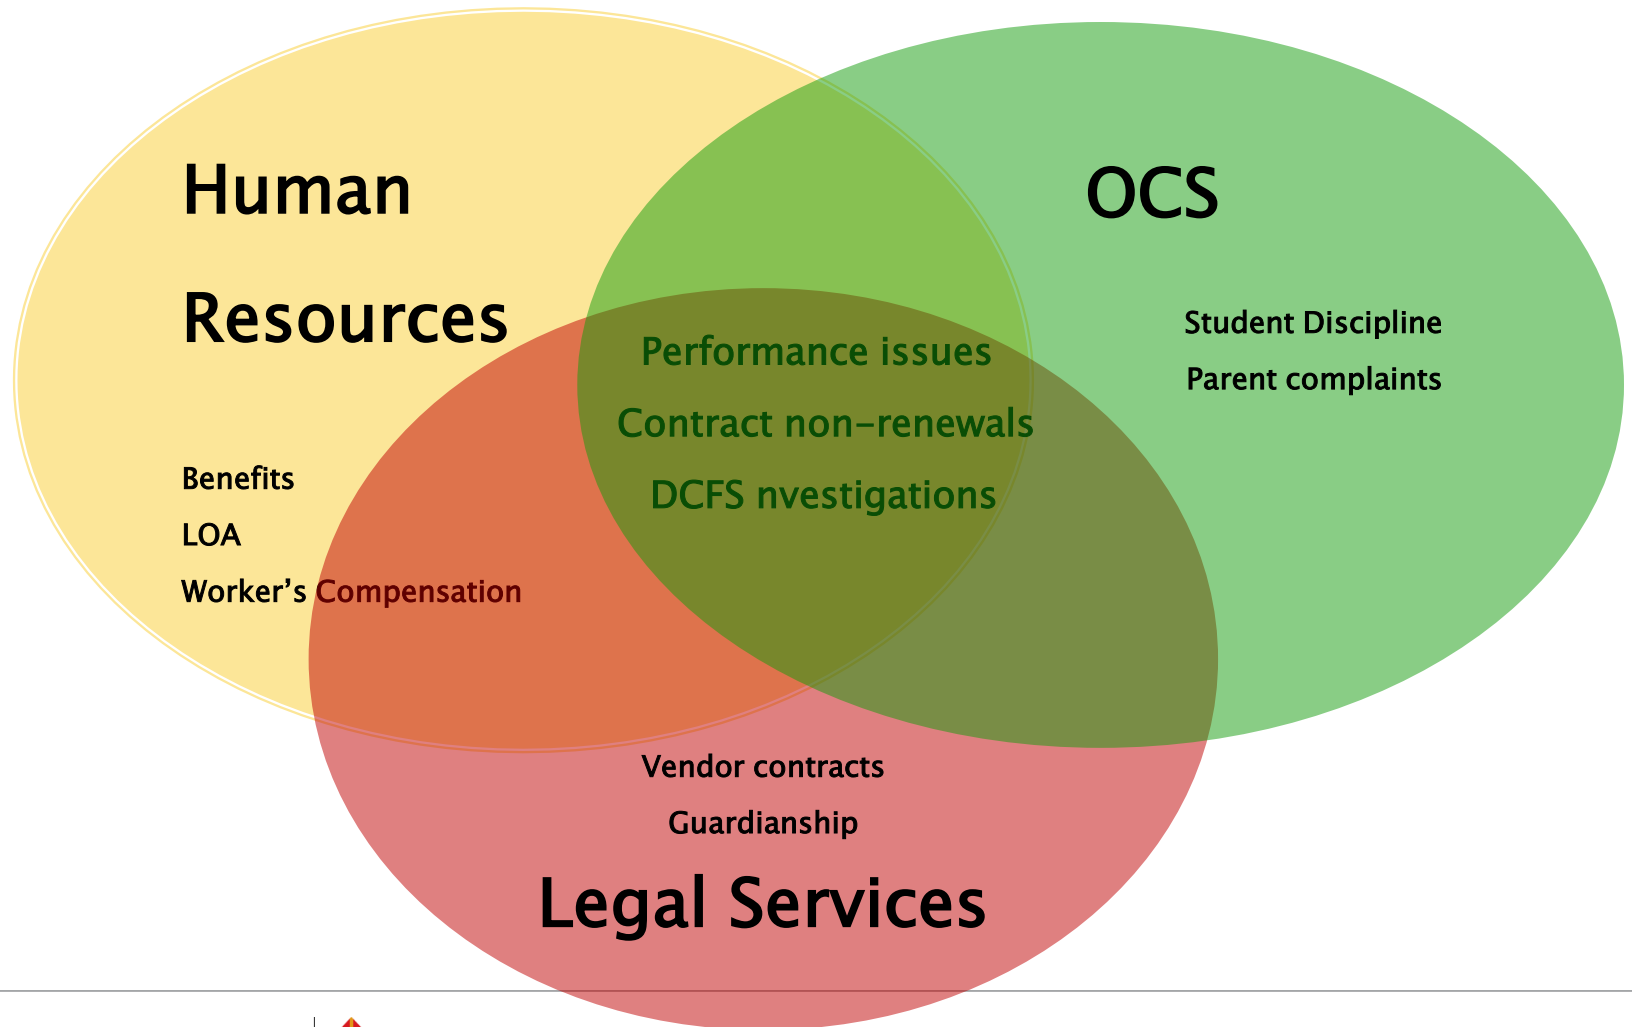 Human
Resources
Benefits
LOA
Worker's Compensation
OCS
Student Discipline
Parent complaints
Performance issues
Contract non-renewals
DCFS nvestigations
Vendor contracts
Guardianship
Legal Services